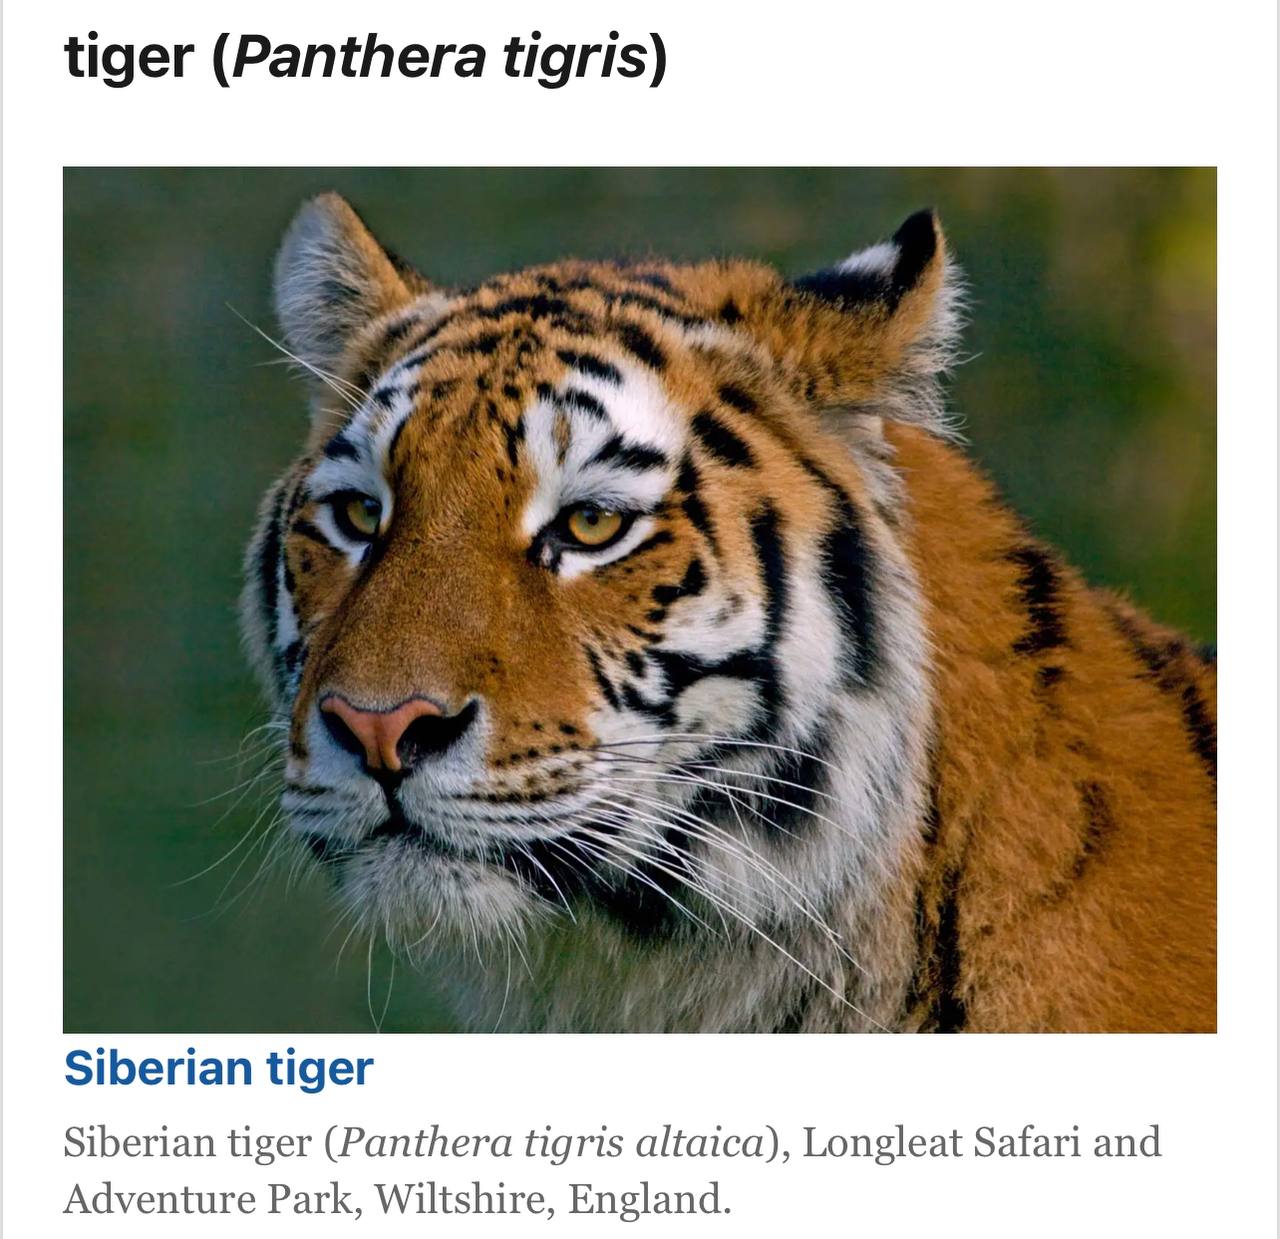 tiger (Panthera tigris)
Siberian tiger
Siberian tiger (Panthera tigris altaica), Longleat Safari and
Adventure Park, Wiltshire, England.